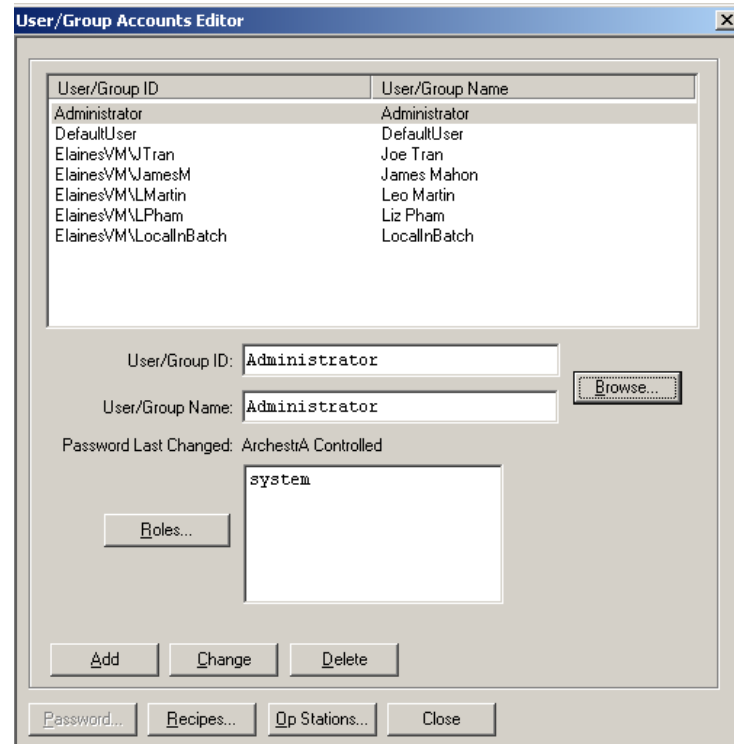 User/Group Accounts Editor
User/Group ID User/Group Name
Administrator Administrator
DefaultUser DefaultUser
ElainesVM\JTran Joe Tran
ElainesVM\JamesM James Mahon
ElainesVM\LMartin Leo Martin
ElainesVM\LPham Liz Pham
ElainesVM\LocalInBatch LocalInBatch
User/Group ID: Administrator
Browse...
User/Group Name: Administrator
Password Last Changed: ArchestrA Controlled
system
Roles...
Add Change Delete
Password... Recipes... Op Stations... Close